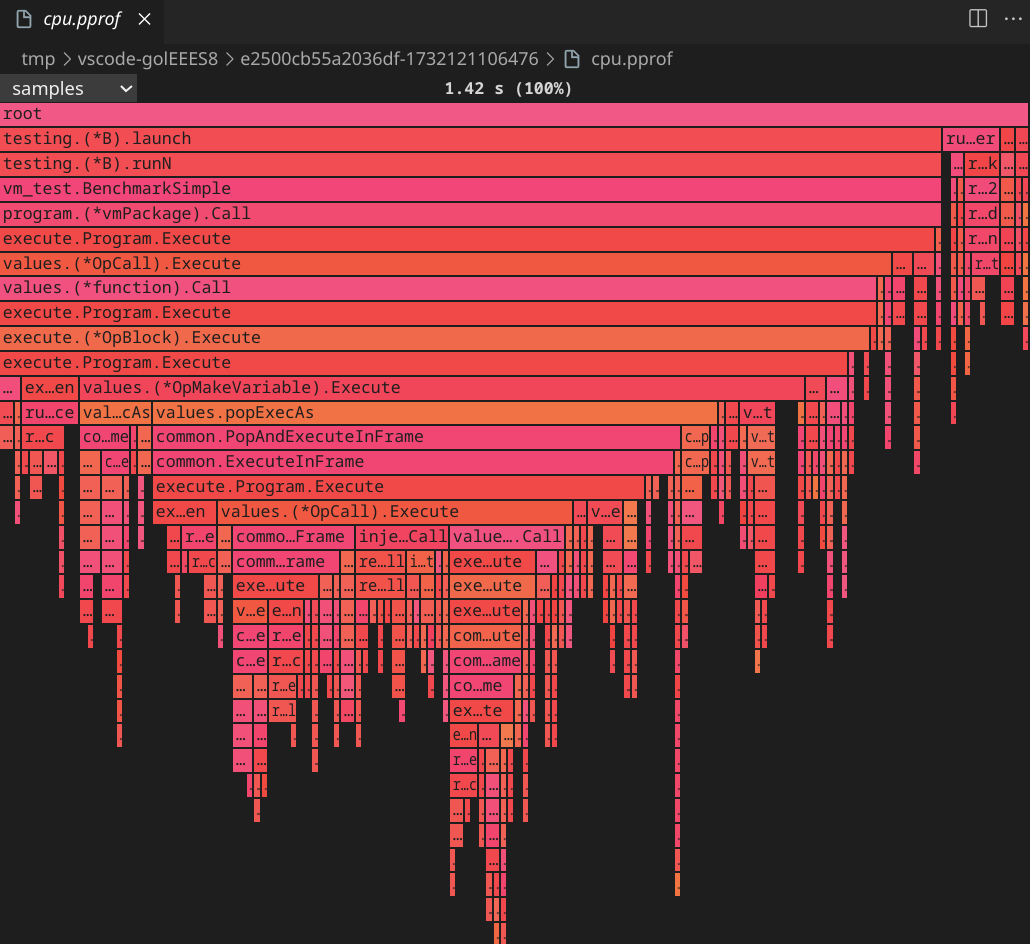 cpu.pprof
tmp > vscode-golEEES8 > e2500cb55a2036df-1732121106476 > cpu.pprof
samples 1.42 s (100%)
root
testing.(*B).launch ru…er … …
testing.(*B).runN … r…k … …
vm_test.BenchmarkSimple r…2
program.(*vmPackage).Call r…d
execute.Program.Execute r…n
values.(*OpCall).Execute … … r…t
values.(*function).Call
execute.Program.Execute
execute.(*OpBlock).Execute
execute.Program.Execute
… ex…en values.(*OpMakeVariable).Execute … …
… ru…ce val…cAs values.popExecAs … v…t
… r…c co…me … common.PopAndExecuteInFrame c…p v…t
… … … c…e … common.ExecuteInFrame c…p v…t
… … … execute.Program.Execute … …
… … ex…en values.(*OpCall).Execute … v…e … … …
… … … r…e … commo…Frame inje…Call value….Call … …
… … … r…c … comm…rame … re…ll i…t exe…ute … … …
… … exe…ute … … re…ll … … exe…ute … …
… … v…e e…n … … exe…ute
c…e r…e … com…ute
c…e r…c … … com…ame
… … r…e … … co…me
… … r…l … ex…te
… … e…n … …
… … r…e …
r…c …
… …
… …
…